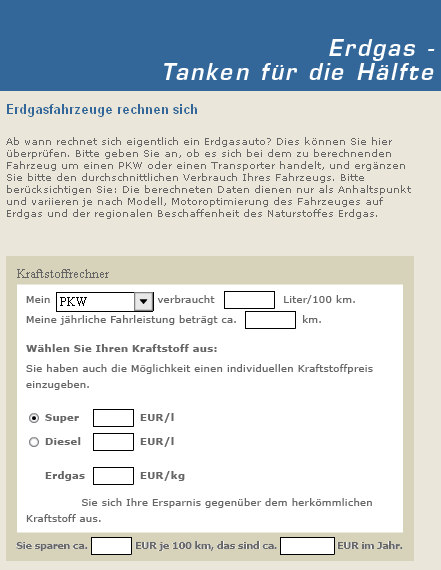 Erdgas -
Tanken für die Hälfte
Erdgasfahrzeuge rechnen sich
Ab wann rechnet sich eigentlich ein Erdgasauto? Dies können Sie hier
überprüfen. Bitte geben Sie an, ob es sich bei dem zu berechnenden
Fahrzeug um einen PKW oder einen Transporter handelt, und ergänzen
Sie bitte den durchschnittlichen Verbrauch Ihres Fahrzeugs. Bitte
berücksichtigen Sie: Die berechneten Daten dienen nur als Anhaltspunkt
und variieren je nach Modell, Motoroptimierung des Fahrzeuges auf
Erdgas und der regionalen Beschaffenheit des Naturstoffes Erdgas.
Kraftstoffrechner
Mein PKW verbraucht Liter/100 km.
Meine jährliche Fahrleistung beträgt ca. km.
Wählen Sie Ihren Kraftstoff aus:
Sie haben auch die Möglichkeit einen individuellen Kraftstoffpreis
einzugeben.
Super EUR/l
Diesel EUR/l
Erdgas EUR/kg
Sie sich Ihre Ersparnis gegenüber dem herkömmlichen
Kraftstoff aus.
Sie sparen ca. EUR je 100 km, das sind ca. EUR im Jahr.